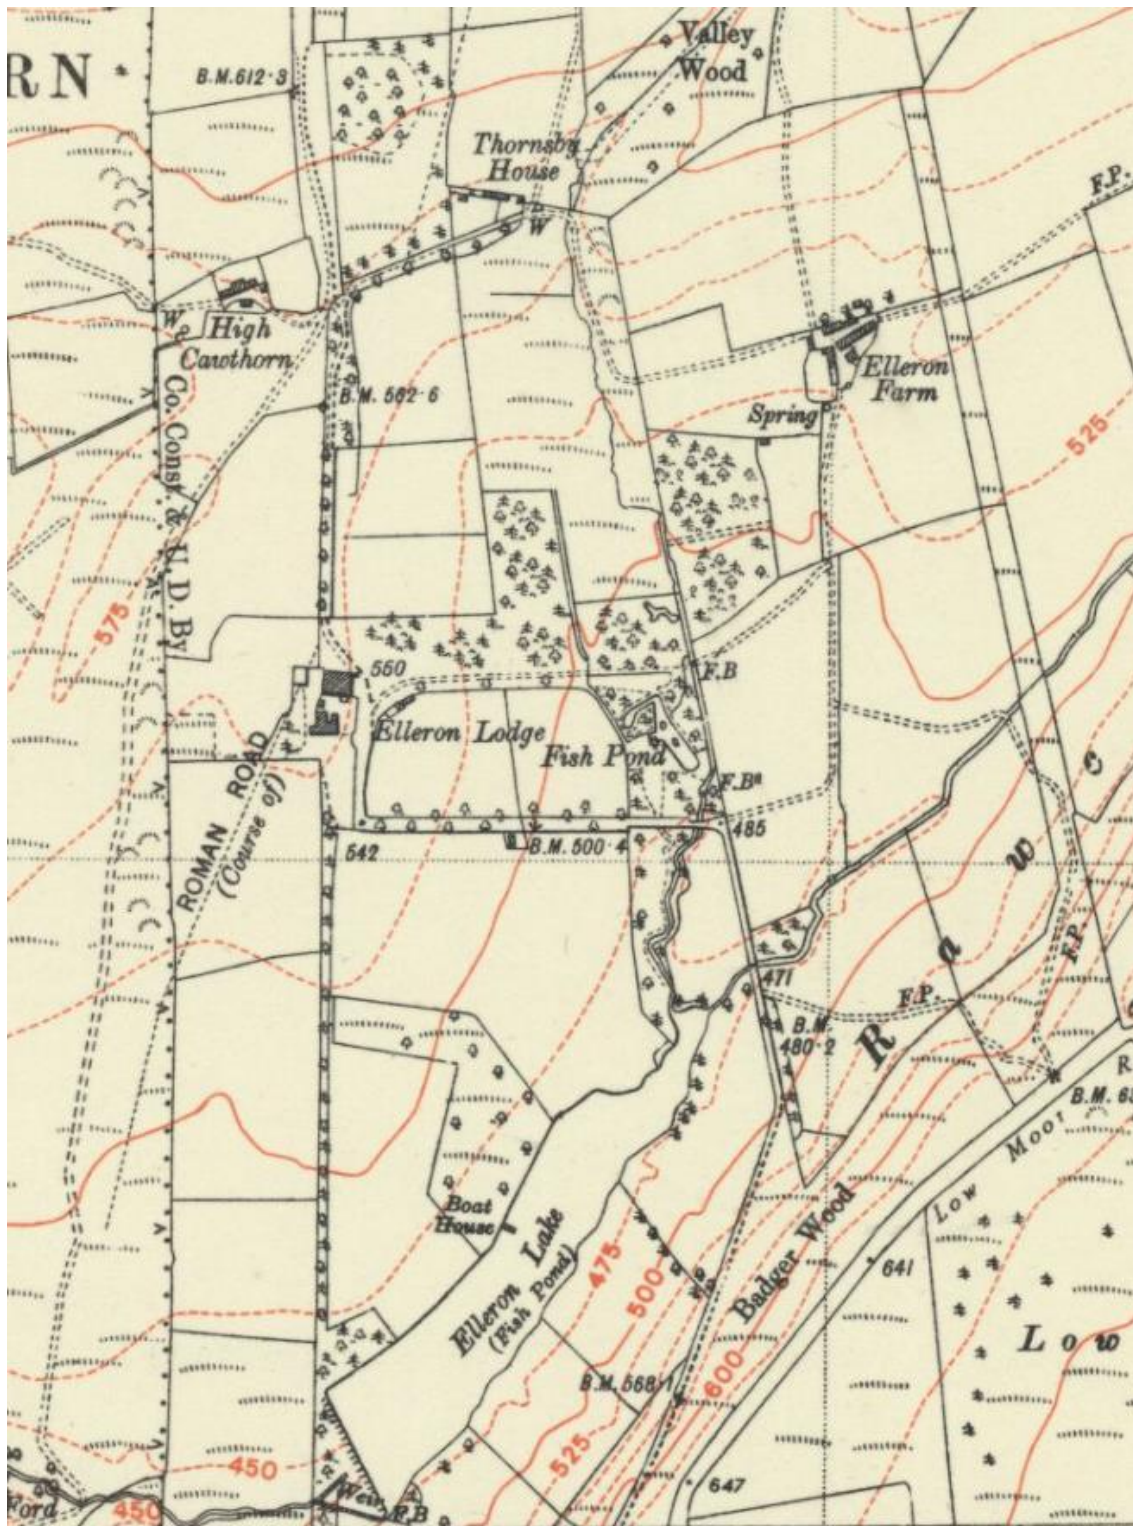 RN
B.M. 612·3
Valley
Wood
Thornsby
House
W
F.P.
W
High
Cawthorn
B.M. 562·6
Elleron
Farm
Spring
525
Co. Const. & U. D. By
575
550
F.B
Elleron Lodge
Fish Pond
F.Bs
485
ROMAN ROAD
(Course of)
542
B.M. 500·4
R a w c
F.P.
471
F.P.
B.M.
480·2
R
B.M. 6
Low Moor
Boat
House
Elleron Lake
(Fish Pond)
475
500
Badger Wood
641
Low
B.M. 568·1
600
525
450
647
Ford
450
Weir
F.B